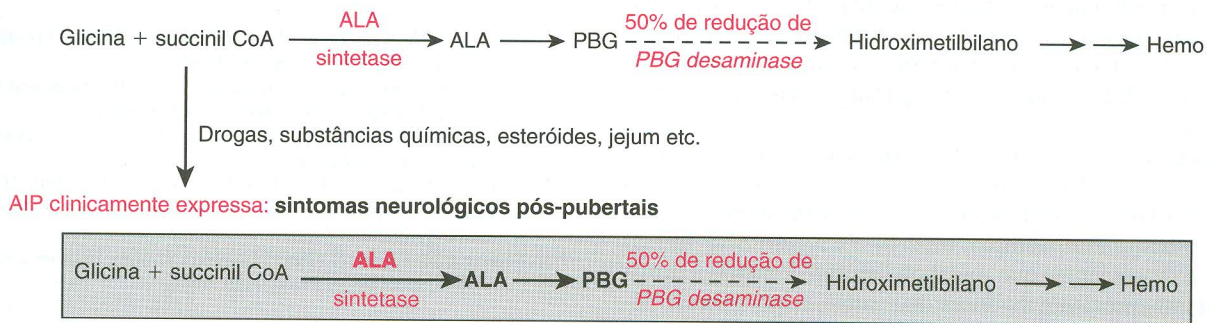 Glicina + succinil CoA ALA sintetase ALA PBG 50% de redução de PBG desaminase Hidroximetilbilano Hemo
Drogas, substâncias químicas, esteróides, jejum etc.
AIP clinicamente expressa: sintomas neurológicos pós-pubertais
Glicina + succinil CoA ALA sintetase ALA PBG 50% de redução de PBG desaminase Hidroximetilbilano Hemo